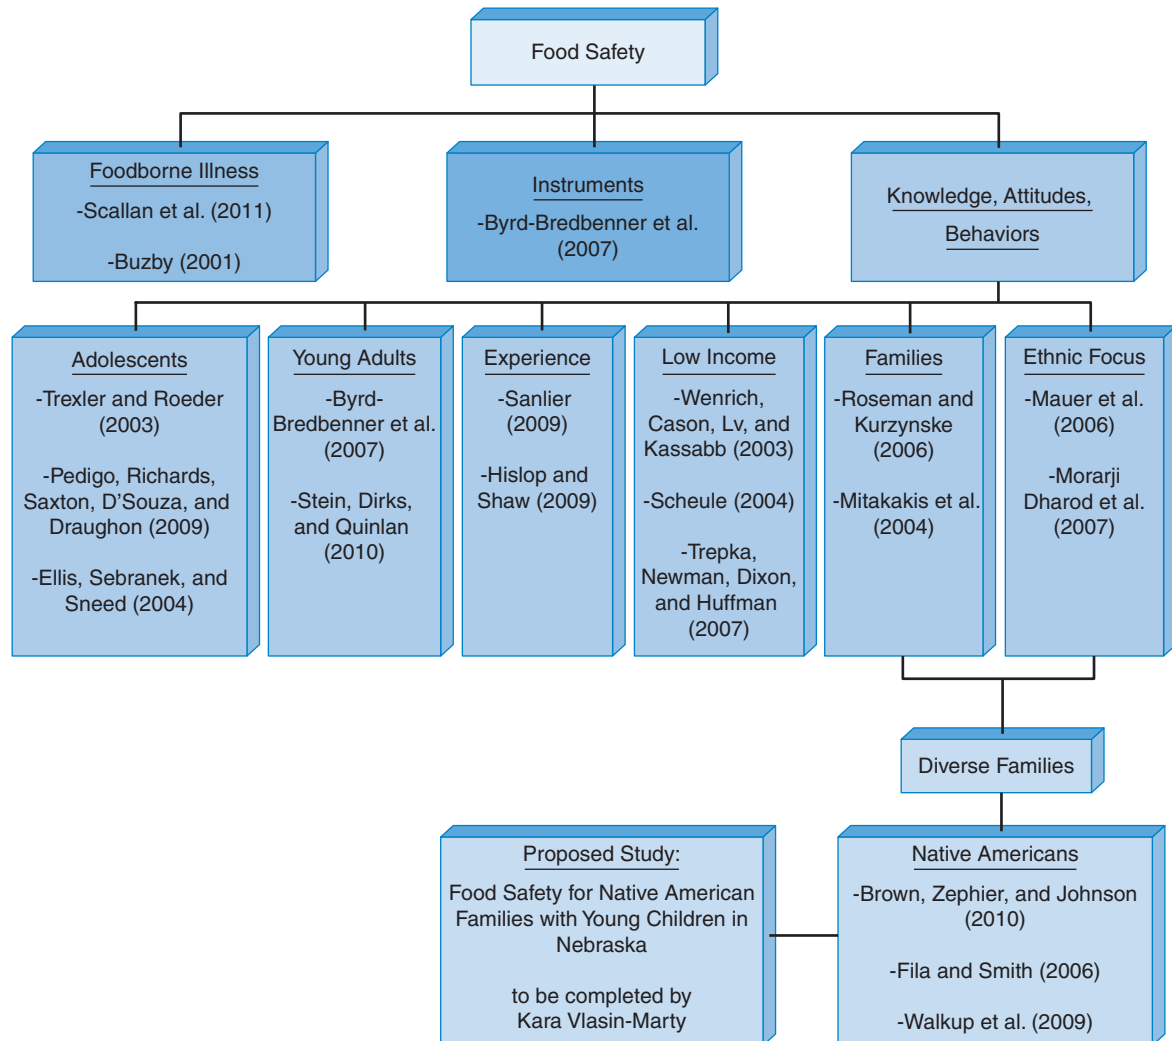 Food Safety
Foodborne Illness
-Scallan et al. (2011)
-Buzby (2001)
Instruments
-Byrd-Bredbenner et al.
(2007)
Knowledge, Attitudes,
Behaviors
Adolescents
-Trexler and Roeder
(2003)
-Pedigo, Richards,
Saxton, D'Souza, and
Draughon (2009)
-Ellis, Sebranek, and
Sneed (2004)
Young Adults
-Byrd-
Bredbenner et al.
(2007)
-Stein, Dirks,
and Quinlan
(2010)
Experience
-Sanlier
(2009)
-Hislop and
Shaw (2009)
Low Income
-Wenrich,
Cason, Lv, and
Kassabb (2003)
-Scheule (2004)
-Trepka,
Newman, Dixon,
and Huffman
(2007)
Families
-Roseman and
Kurzynske
(2006)
-Mitakakis et al.
(2004)
Ethnic Focus
-Mauer et al.
(2006)
-Morarji
Dharod et al.
(2007)
Diverse Families
Proposed Study:
Food Safety for Native American
Families with Young Children in
Nebraska
to be completed by
Kara Vlasin-Marty
Native Americans
-Brown, Zephier, and Johnson
(2010)
-Fila and Smith (2006)
-Walkup et al. (2009)